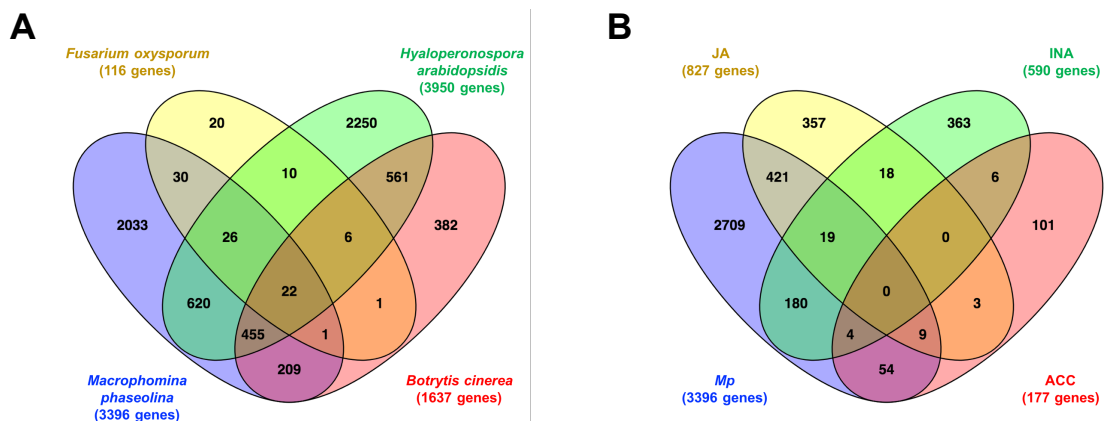 A
B
Fusarium oxysporum
(116 genes)
Hyaloperonospora
arabidopsidis
(3950 genes)
20
2250
30
10
561
2033
26
6
382
620
22
1
455
1
209
Macrophomina
phaseolina
(3396 genes)
Botrytis cinerea
(1637 genes)
JA
(827 genes)
INA
(590 genes)
357
363
421
18
6
2709
19
0
101
180
0
3
4
9
54
Mp
(3396 genes)
ACC
(177 genes)